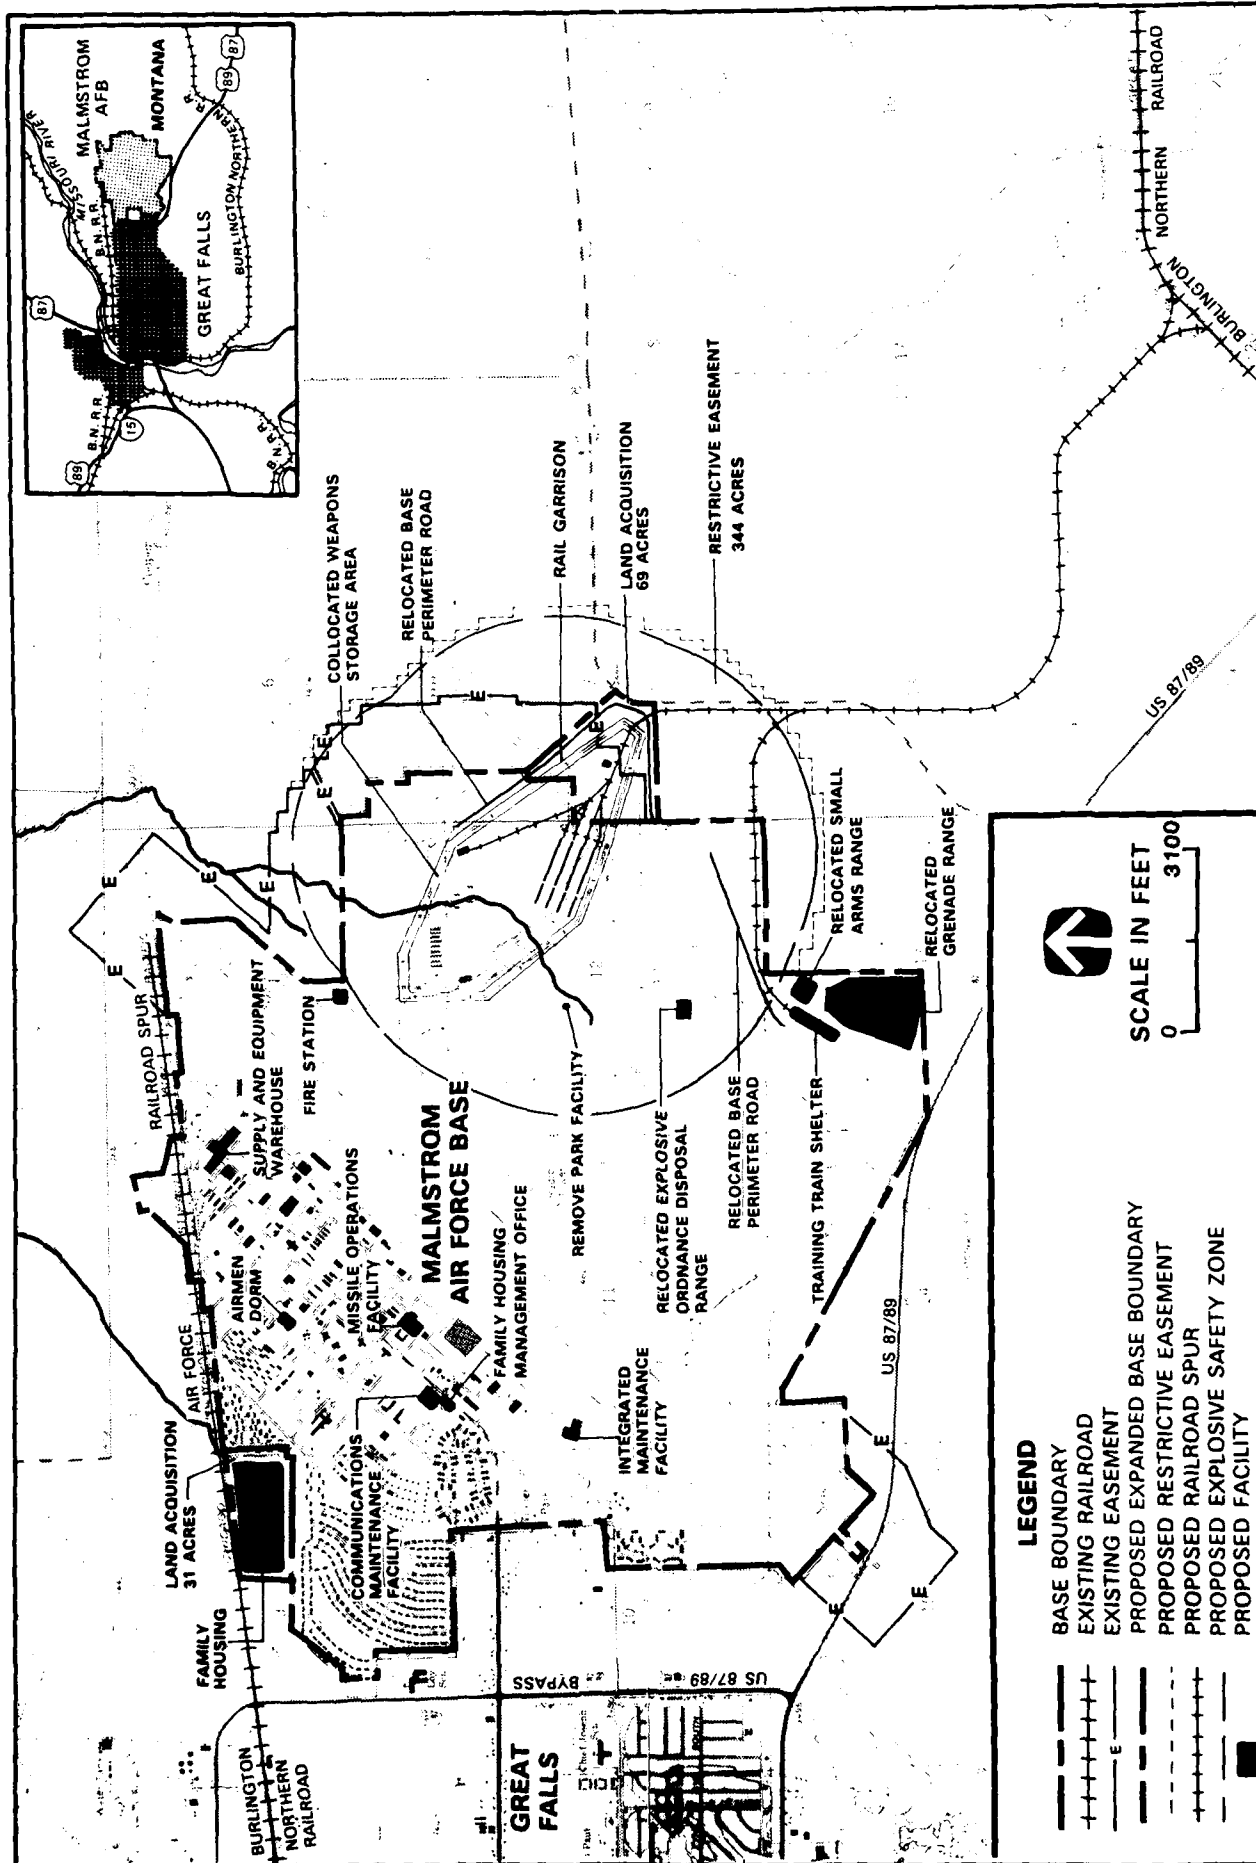 MALMSTROM
AFB
MONTANA
MISSOURI RIVER
B.N. R.R.
GREAT FALLS
BURLINGTON NORTHERN
R.R.
87
89
87
89
15
B.N. R.R.
B.N. R.R.
COLLOCATED WEAPONS
STORAGE AREA
RELOCATED BASE
PERIMETER ROAD
RAIL GARRISON
LAND ACQUISITION
69 ACRES
RESTRICTIVE EASEMENT
344 ACRES
NORTHERN RAILROAD
BURLINGTON
US 87/89
RAILROAD SPUR
AIR FORCE
SUPPLY AND EQUIPMENT
WAREHOUSE
FIRE STATION
AIRMEN
DORM
MISSILE OPERATIONS
FACILITY
MALMSTROM
AIR FORCE BASE
FAMILY HOUSING
MANAGEMENT OFFICE
REMOVE PARK FACILITY
RELOCATED EXPLOSIVE
ORDNANCE DISPOSAL
RANGE
RELOCATED BASE
PERIMETER ROAD
TRAINING TRAIN SHELTER
RELOCATED SMALL
ARMS RANGE
RELOCATED
GRENADE RANGE
LAND ACQUISITION
31 ACRES
FAMILY
HOUSING
COMMUNICATIONS
MAINTENANCE
FACILITY
INTEGRATED
MAINTENANCE
FACILITY
US 87/89
BURLINGTON
NORTHERN
RAILROAD
GREAT
FALLS
BYPASS
US 87/89
E
E
E
E
E
E
E
E
E
E
E
E
LEGEND
BASE BOUNDARY
EXISTING RAILROAD
E
EXISTING EASEMENT
PROPOSED EXPANDED BASE BOUNDARY
PROPOSED RESTRICTIVE EASEMENT
PROPOSED RAILROAD SPUR
PROPOSED EXPLOSIVE SAFETY ZONE
PROPOSED FACILITY
SCALE IN FEET
0 3100